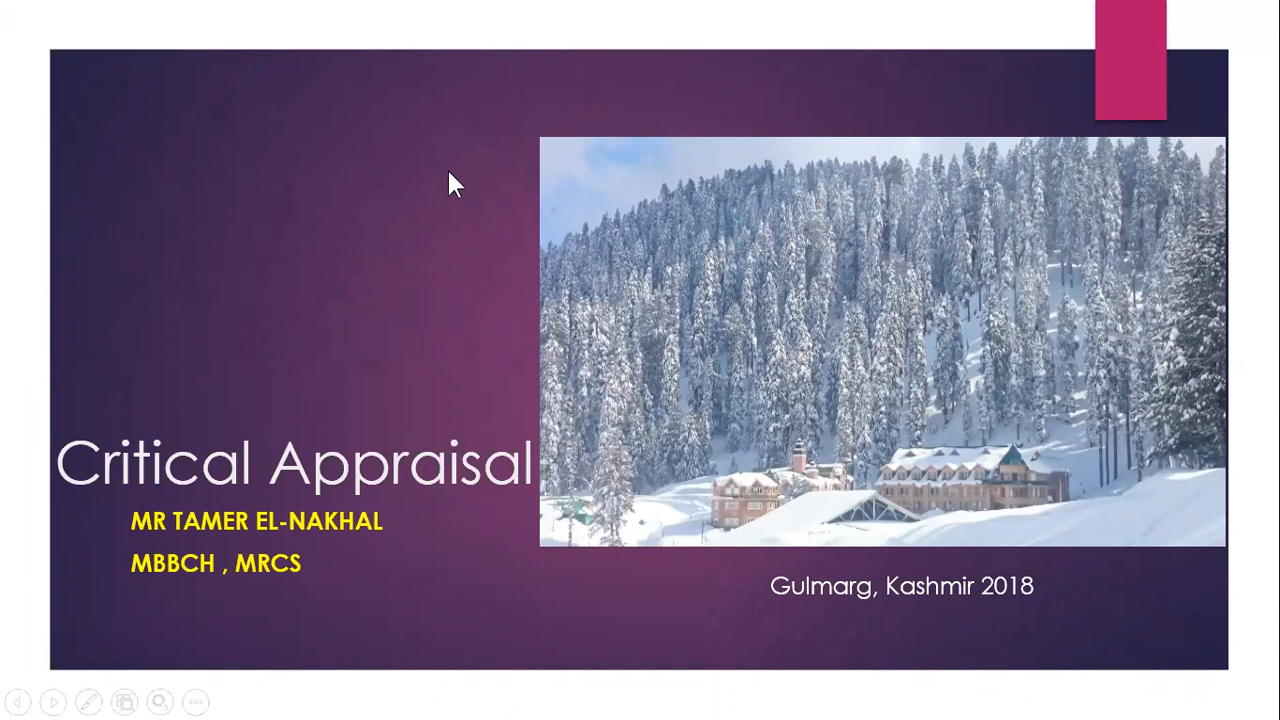 Critical Appraisal
MR TAMER EL-NAKHAL
MBBCH , MRCS
Gulmarg, Kashmir 2018